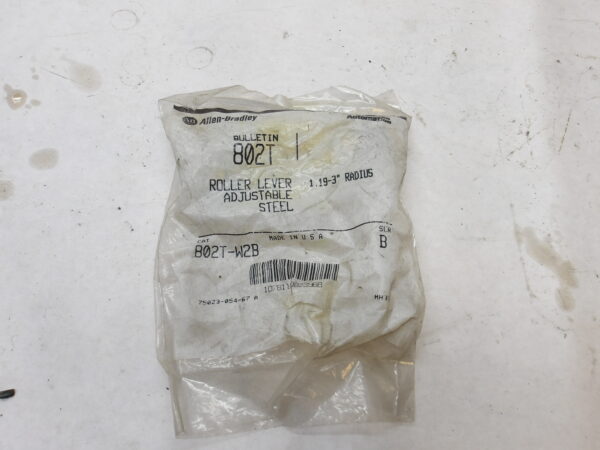 AB Allen-Bradley Automation
BULLETIN
802T
ROLLER LEVER 1.19-3" RADIUS
ADJUSTABLE
STEEL
CAT MADE IN U S A SER
802T-W2B B
75023-054-67 A